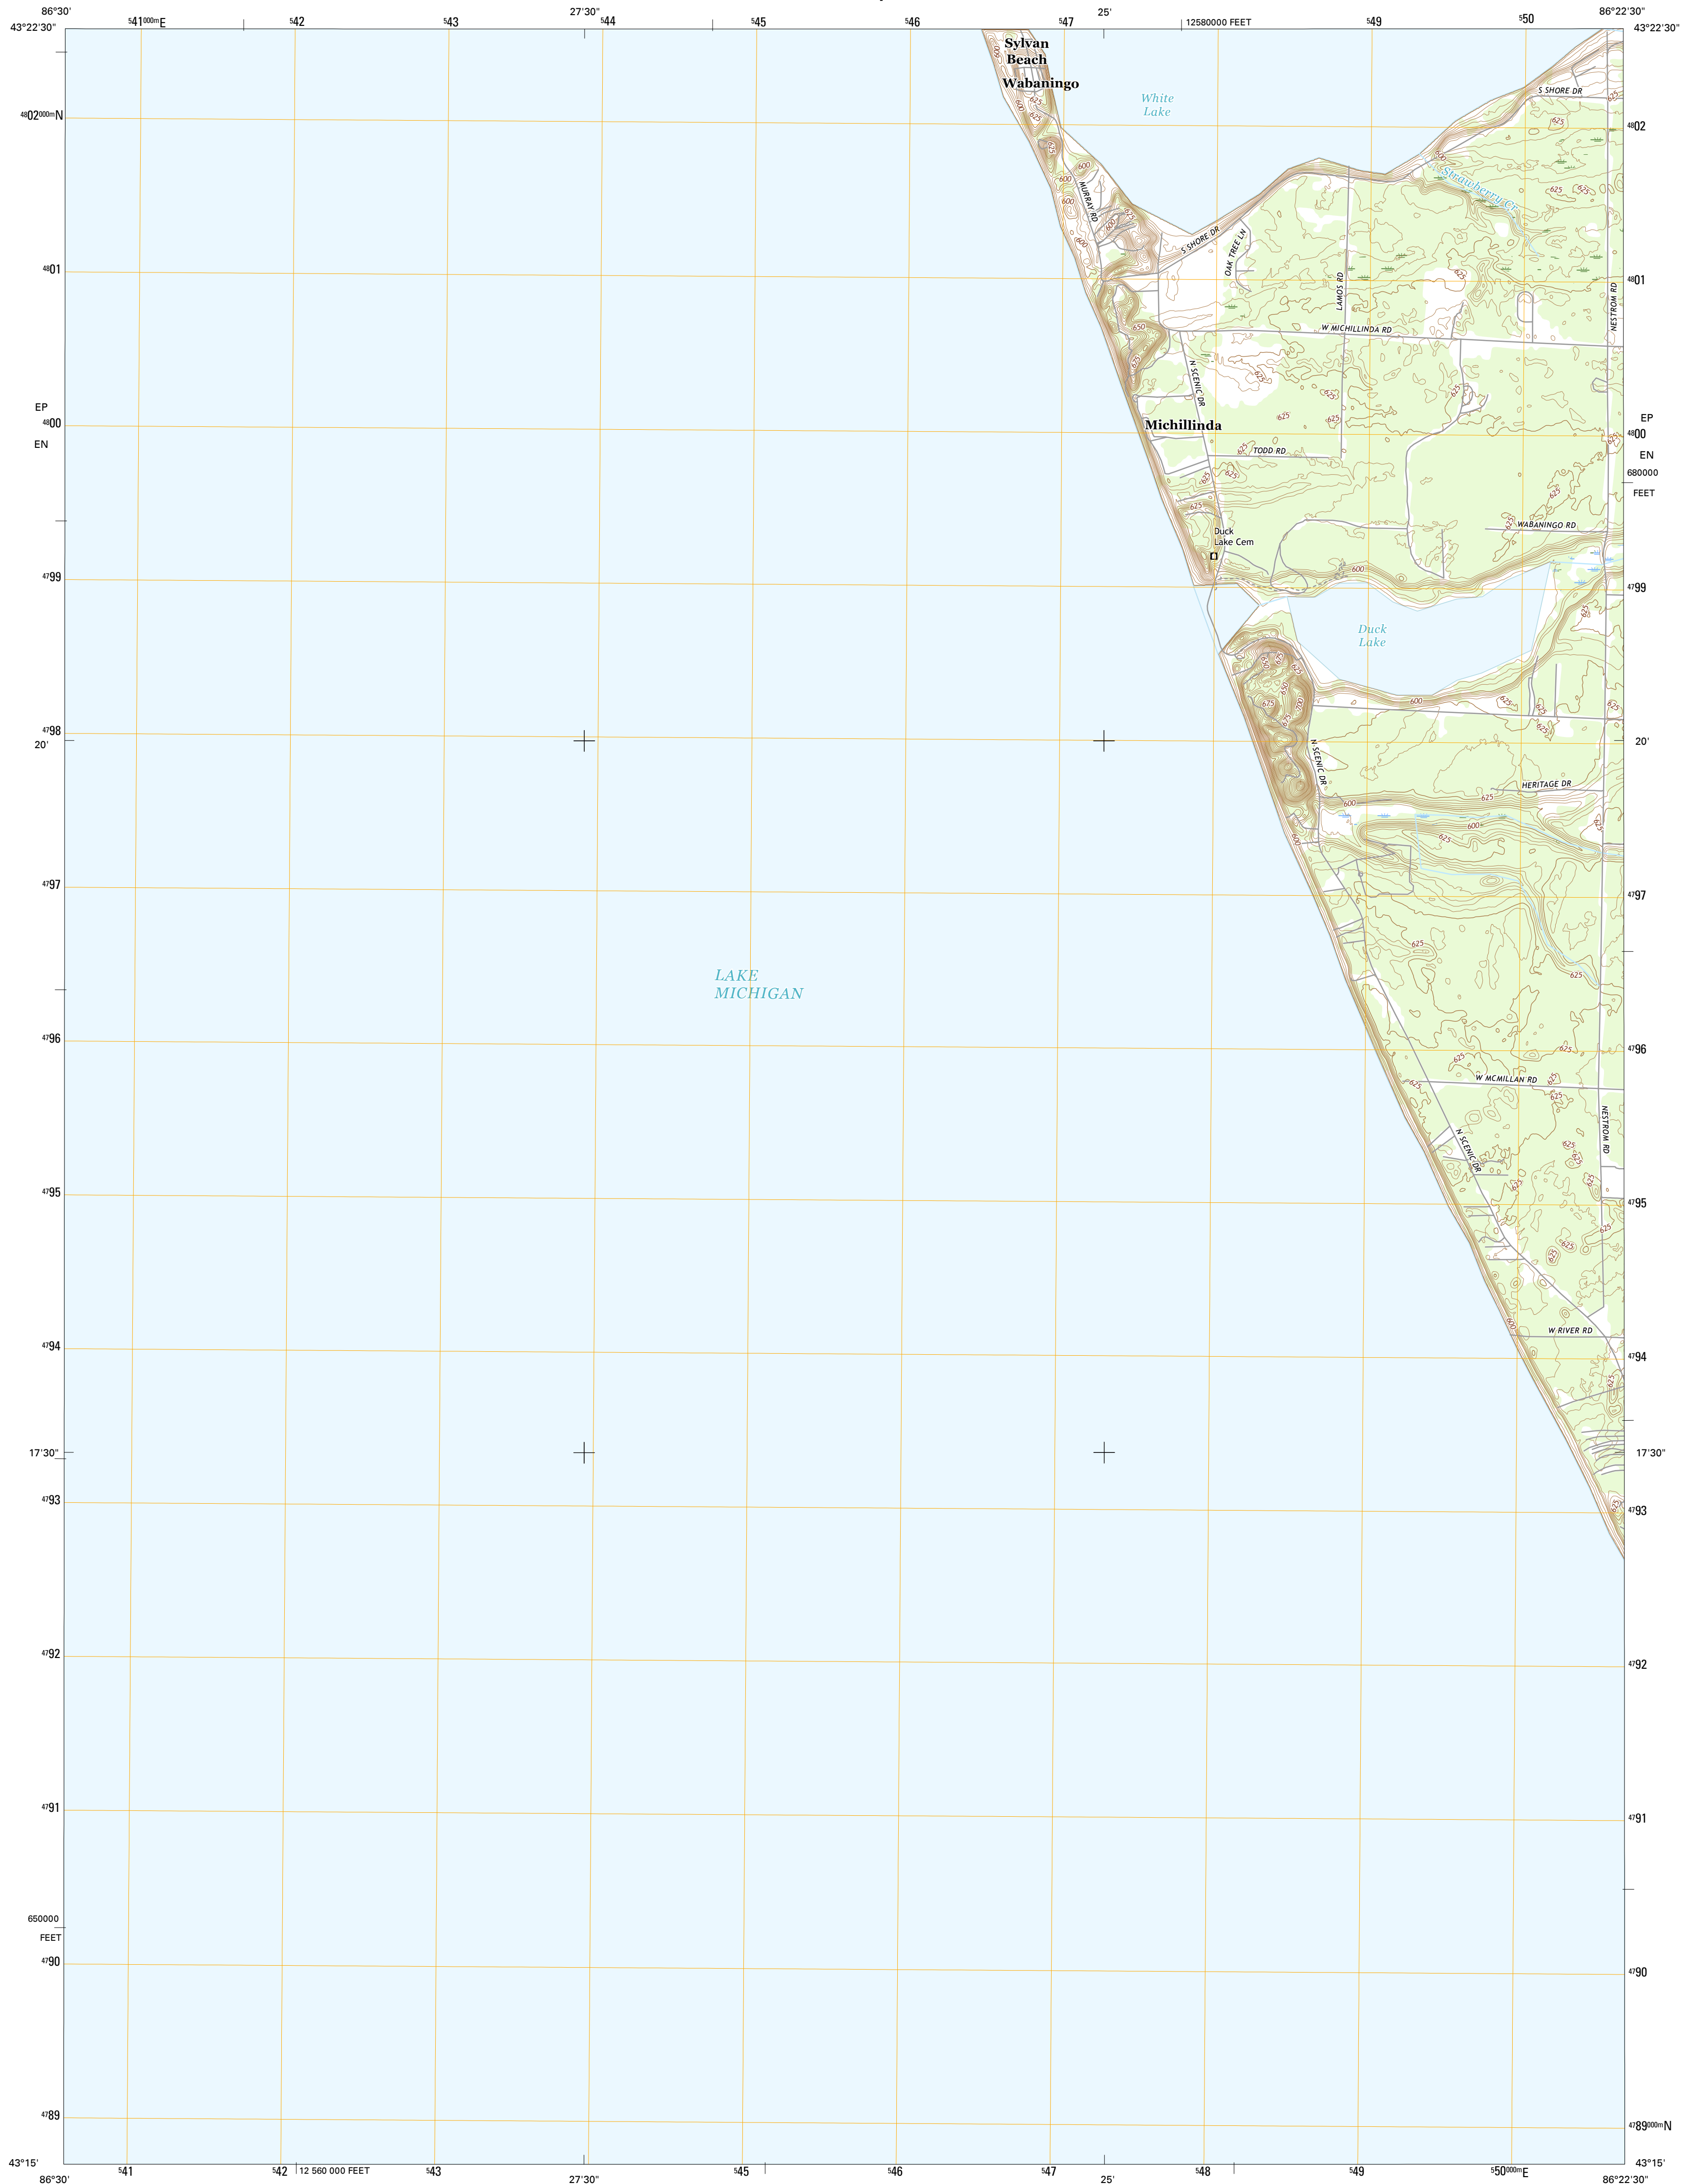 86°30' ⁵41⁰⁰⁰ᵐE ⁵42 ⁵43 27'30" ⁵44 ⁵45 ⁵46 ⁵47 25' 12580000 FEET ⁵49 ⁵50 86°22'30"
43°22'30" 43°22'30"
Sylvan
Beach
Wabaningo
White
Lake
S SHORE DR
⁴⁸02⁰⁰⁰ᵐN ⁴⁸02
Strawberry Cr
MURRAY RD
S SHORE DR
OAK TREE LN
LAMOS RD
NESTROM RD
⁴⁸01 ⁴⁸01
W MICHILLINDA RD
N SCENIC DR
EP EP
⁴⁸00 Michillinda ⁴⁸00
EN EN
TODD RD
680000
FEET
WABANINGO RD
Duck
Lake Cem
⁴⁷99 ⁴⁷99
Duck
Lake
⁴⁷98
20' 20'
N SCENIC DR
HERITAGE DR
⁴⁷97 ⁴⁷97
LAKE
MICHIGAN
⁴⁷96 ⁴⁷96
W MCMILLAN RD
NESTROM RD
N SCENIC DR
⁴⁷95 ⁴⁷95
W RIVER RD
⁴⁷94 ⁴⁷94
17'30" 17'30"
⁴⁷93 ⁴⁷93
⁴⁷92 ⁴⁷92
⁴⁷91 ⁴⁷91
650000
FEET
⁴⁷90 ⁴⁷90
⁴⁷89 ⁴⁷89⁰⁰⁰ᵐN
43°15' 43°15'
86°30' ⁵41 ⁵42 12 560 000 FEET ⁵43 27'30" ⁵45 ⁵46 ⁵47 25' ⁵48 ⁵49 ⁵50⁰⁰⁰ᵐE 86°22'30"
600
625
650
675
700